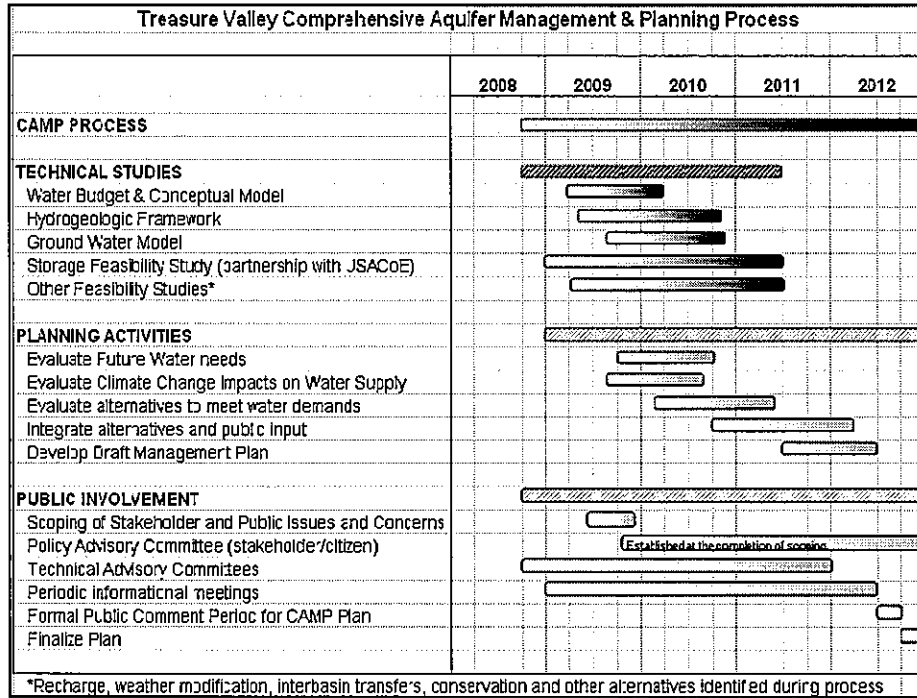 Treasure Valley Comprehensive Aquifer Management & Planning Process
2008 2009 2010 2011 2012
CAMP PROCESS
TECHNICAL STUDIES
Water Budget & Conceptual Model
Hydrogeologic Framework
Ground Water Model
Storage Feasibility Study (partnership with JSACoE)
Other Feasibility Studies*
PLANNING ACTIVITIES
Evaluate Future Water needs
Evaluate Climate Change Impacts on Water Supply
Evaluate alternatives to meet water demands
Integrate alternatives and public input
Develop Draft Management Plan
PUBLIC INVOLVEMENT
Scoping of Stakeholder and Public Issues and Concerns
Policy Advisory Committee (stakeholder/citizen) Established at the completion of scoping
Technical Advisory Committees
Periodic informational meetings
Formal Public Comment Period for CAMP Plan
Finalize Plan
*Recharge, weather modification, interbasin transfers, conservation and other alternatives identified during process